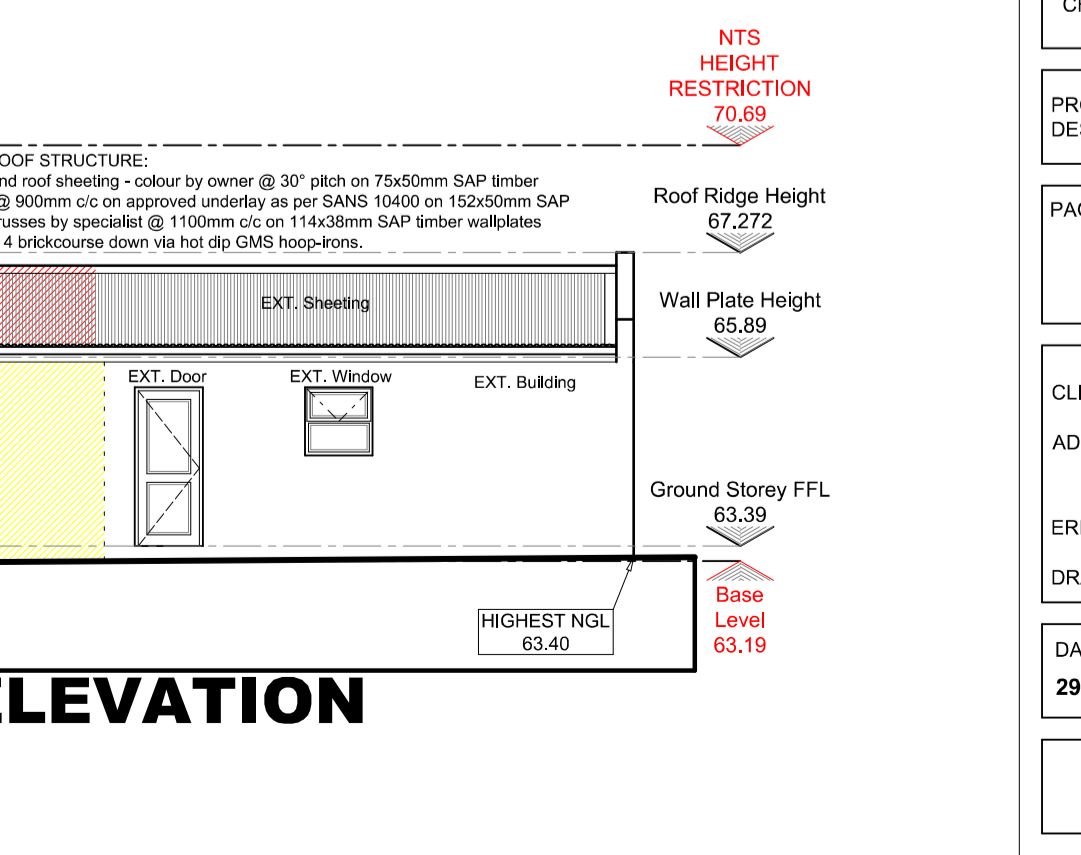 NTS
HEIGHT
RESTRICTION
70.69
OOF STRUCTURE:
nd roof sheeting - colour by owner @ 30° pitch on 75x50mm SAP timber
@ 900mm c/c on approved underlay as per SANS 10400 on 152x50mm SAP
russes by specialist @ 1100mm c/c on 114x38mm SAP timber wallplates
4 brickcourse down via hot dip GMS hoop-irons.
Roof Ridge Height
67.272
EXT. Sheeting
Wall Plate Height
65.89
EXT. Door
EXT. Window
EXT. Building
Ground Storey FFL
63.39
HIGHEST NGL
63.40
Base
Level
63.19
ELEVATION
PR
DES
PA
CL
AD
ER
DR
DA
29